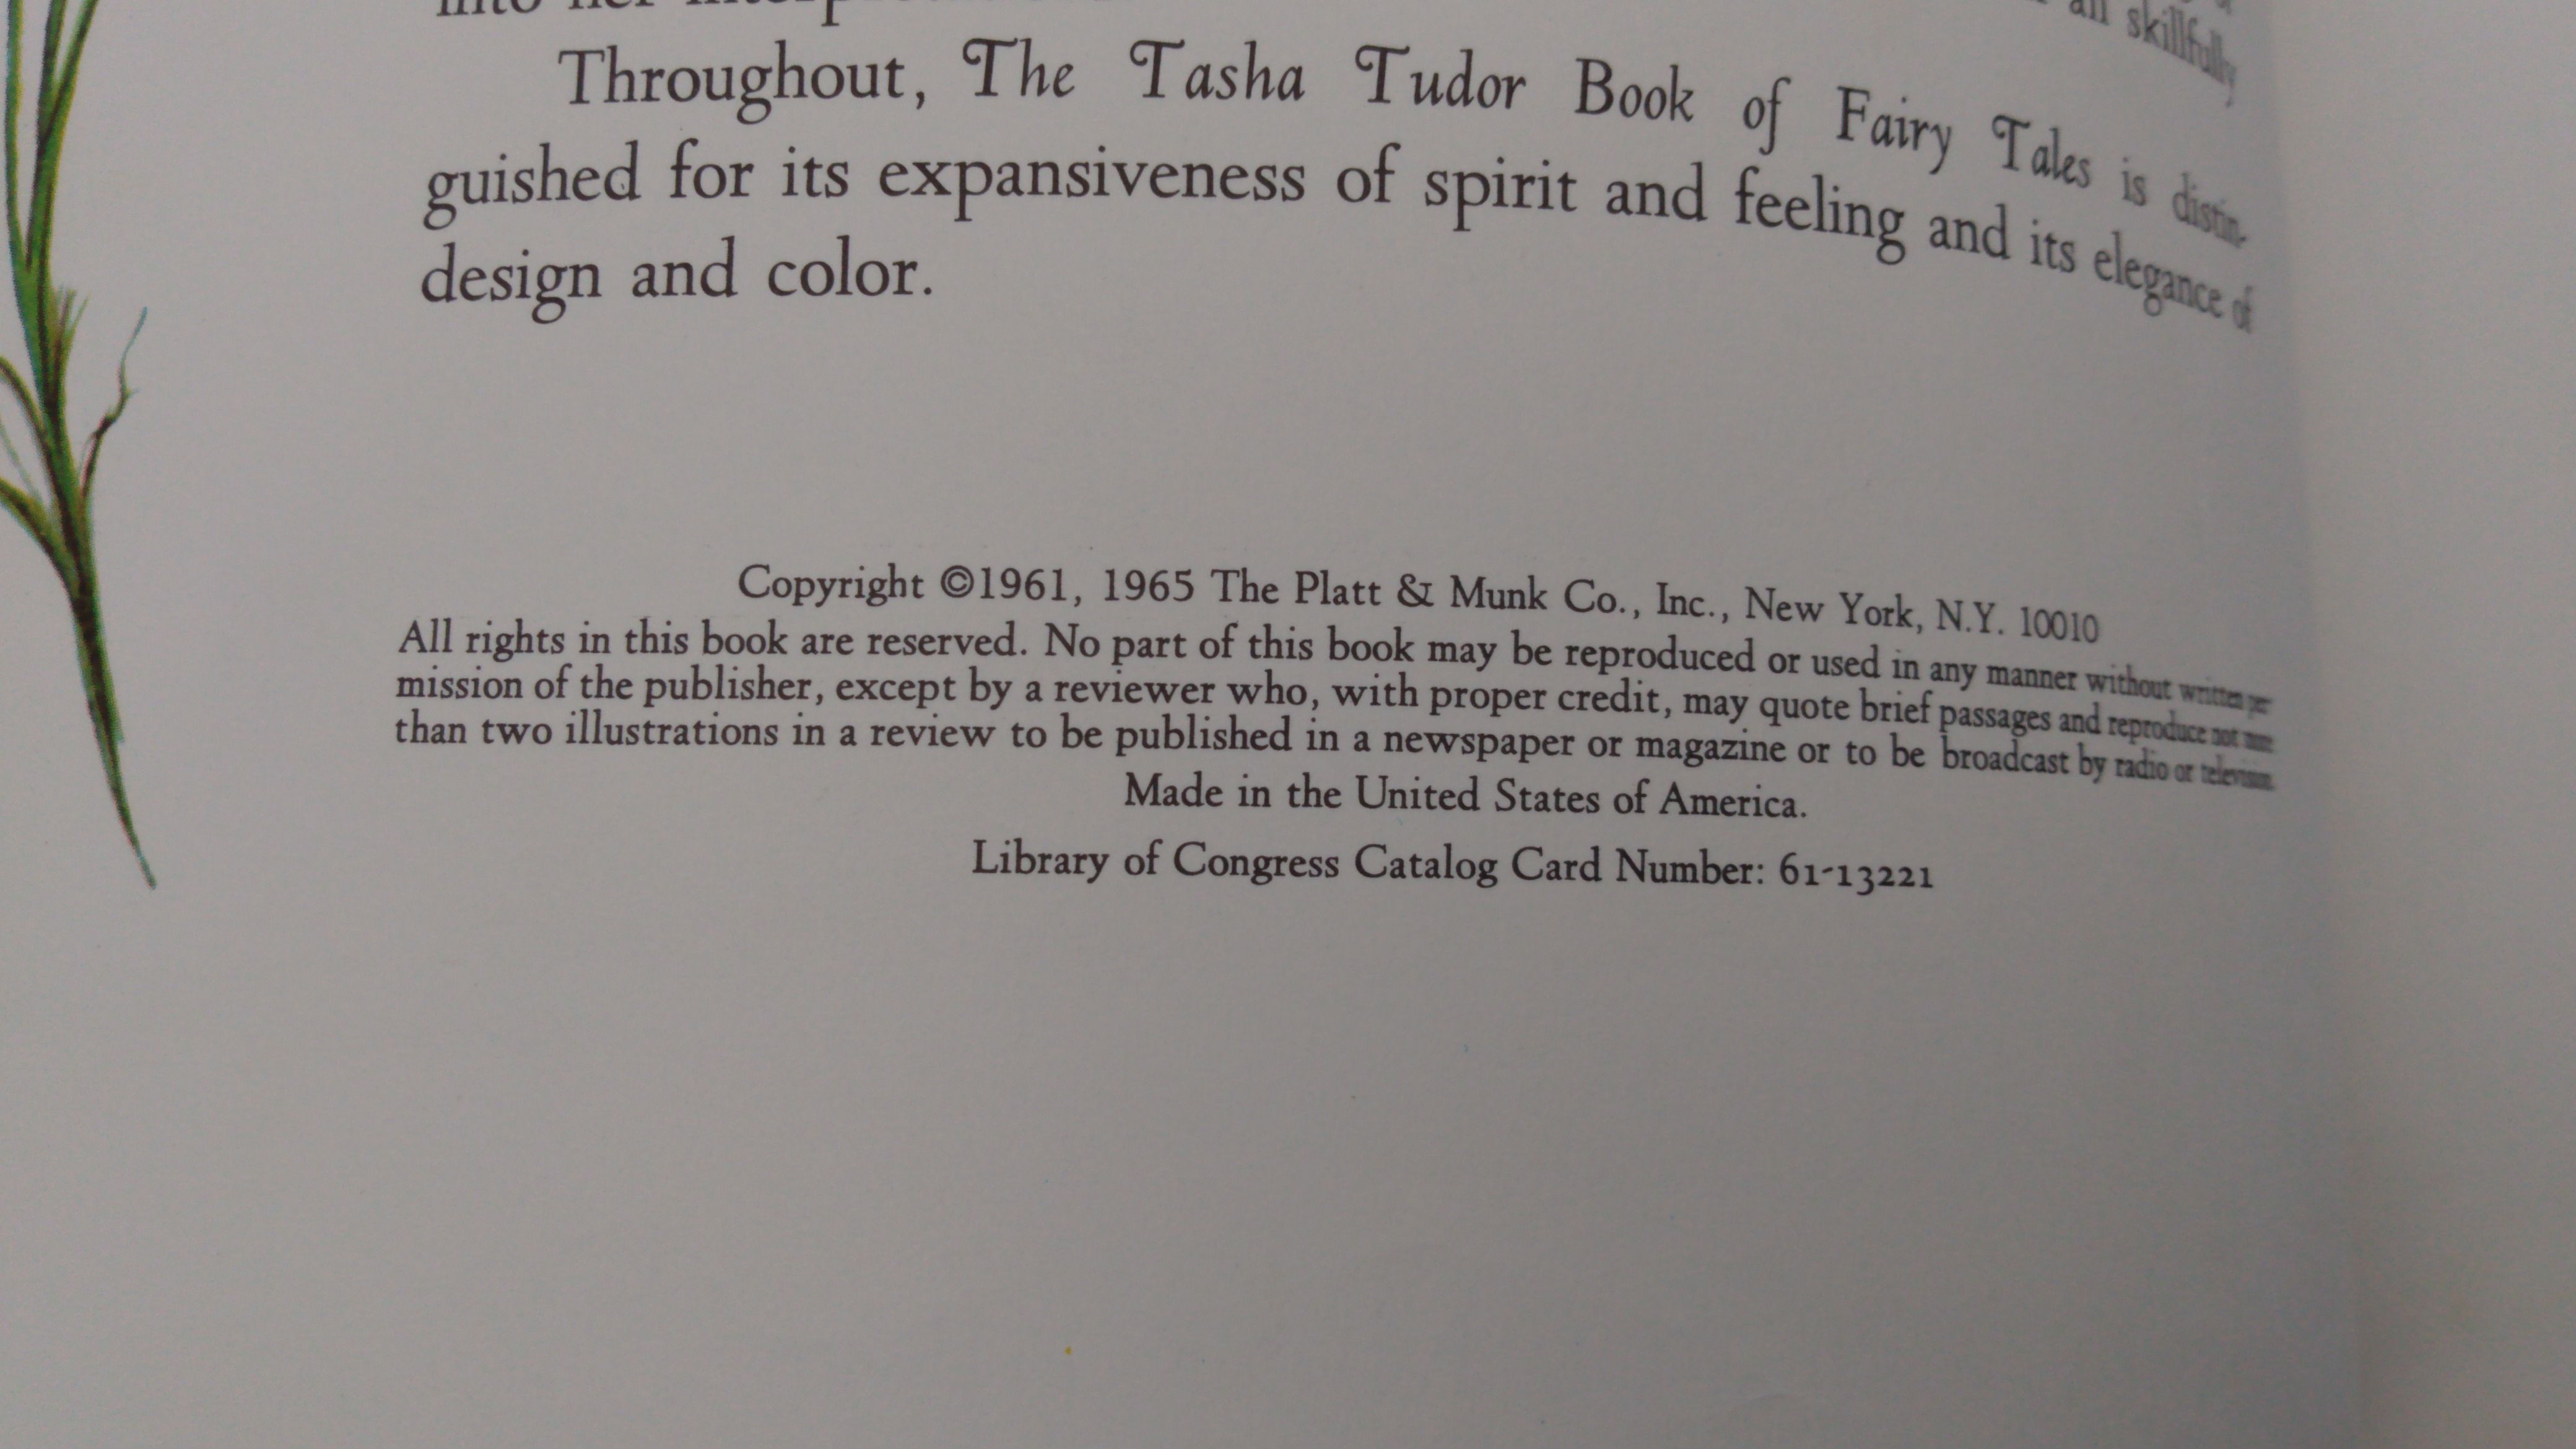 into her
all skillfully
Throughout, The Tasha Tudor Book of Fairy Tales is distin-
guished for its expansiveness of spirit and feeling and its elegance of
design and color.
Copyright ©1961, 1965 The Platt & Munk Co., Inc., New York, N.Y. 10010
All rights in this book are reserved. No part of this book may be reproduced or used in any manner without written per-
mission of the publisher, except by a reviewer who, with proper credit, may quote brief passages and reproduce not more
than two illustrations in a review to be published in a newspaper or magazine or to be broadcast by radio or television.
Made in the United States of America.
Library of Congress Catalog Card Number: 61-13221